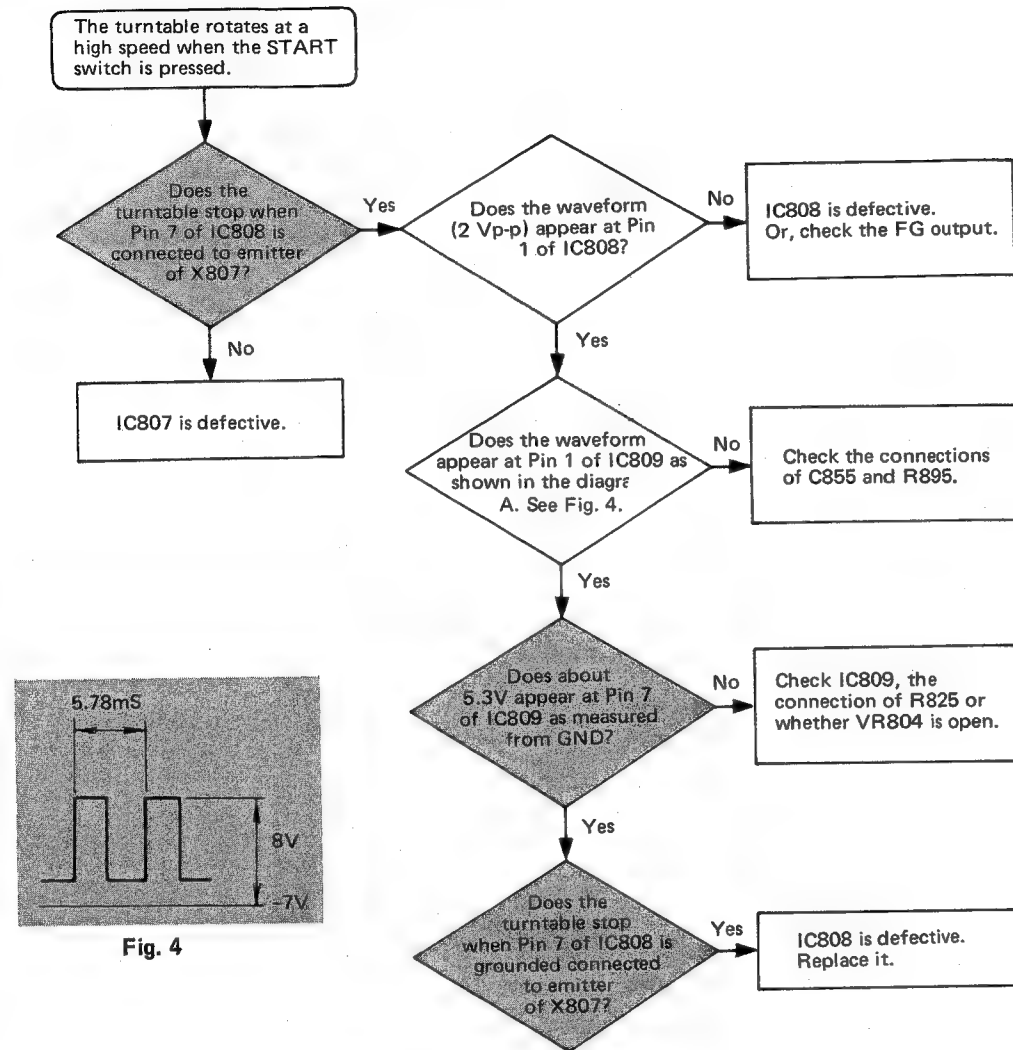 The turntable rotates at a
high speed when the START
switch is pressed.
Does the
turntable stop when
Pin 7 of IC808 is
connected to emitter
of X807?
Yes
No
IC807 is defective.
Does the waveform
(2 Vp-p) appear at Pin
1 of IC808?
No
IC808 is defective.
Or, check the FG output.
Yes
Does the waveform
appear at Pin 1 of IC809 as
shown in the diagra
A. See Fig. 4.
No
Check the connections
of C855 and R895.
Yes
Does about
5.3V appear at Pin 7
of IC809 as measured
from GND?
No
Check IC809, the
connection of R825 or
whether VR804 is open.
Yes
Does the
turntable stop
when Pin 7 of IC808 is
grounded connected
to emitter
of X807?
Yes
IC808 is defective.
Replace it.
5.78mS
8V
-7V
Fig. 4